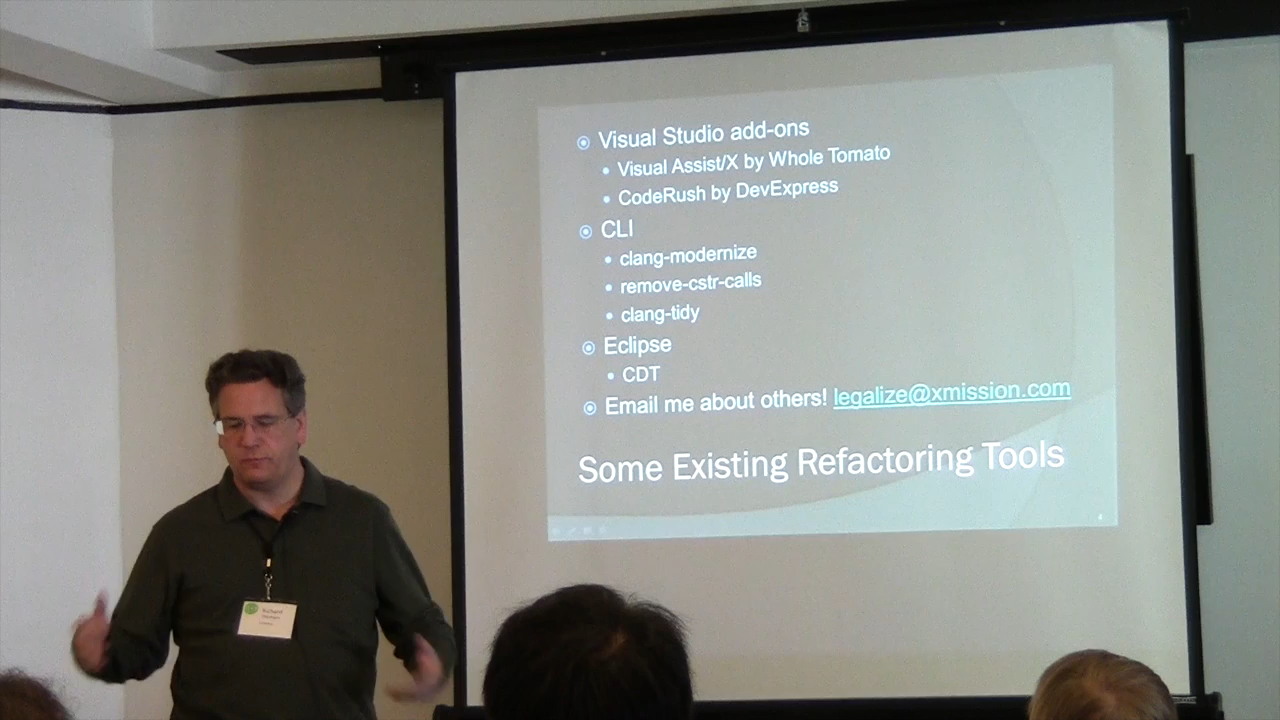 Visual Studio add-ons
Visual Assist/X by Whole Tomato
CodeRush by DevExpress
CLI
clang-modernize
remove-cstr-calls
clang-tidy
Eclipse
CDT
Email me about others! legalize@xmission.com
Some Existing Refactoring Tools
Richard